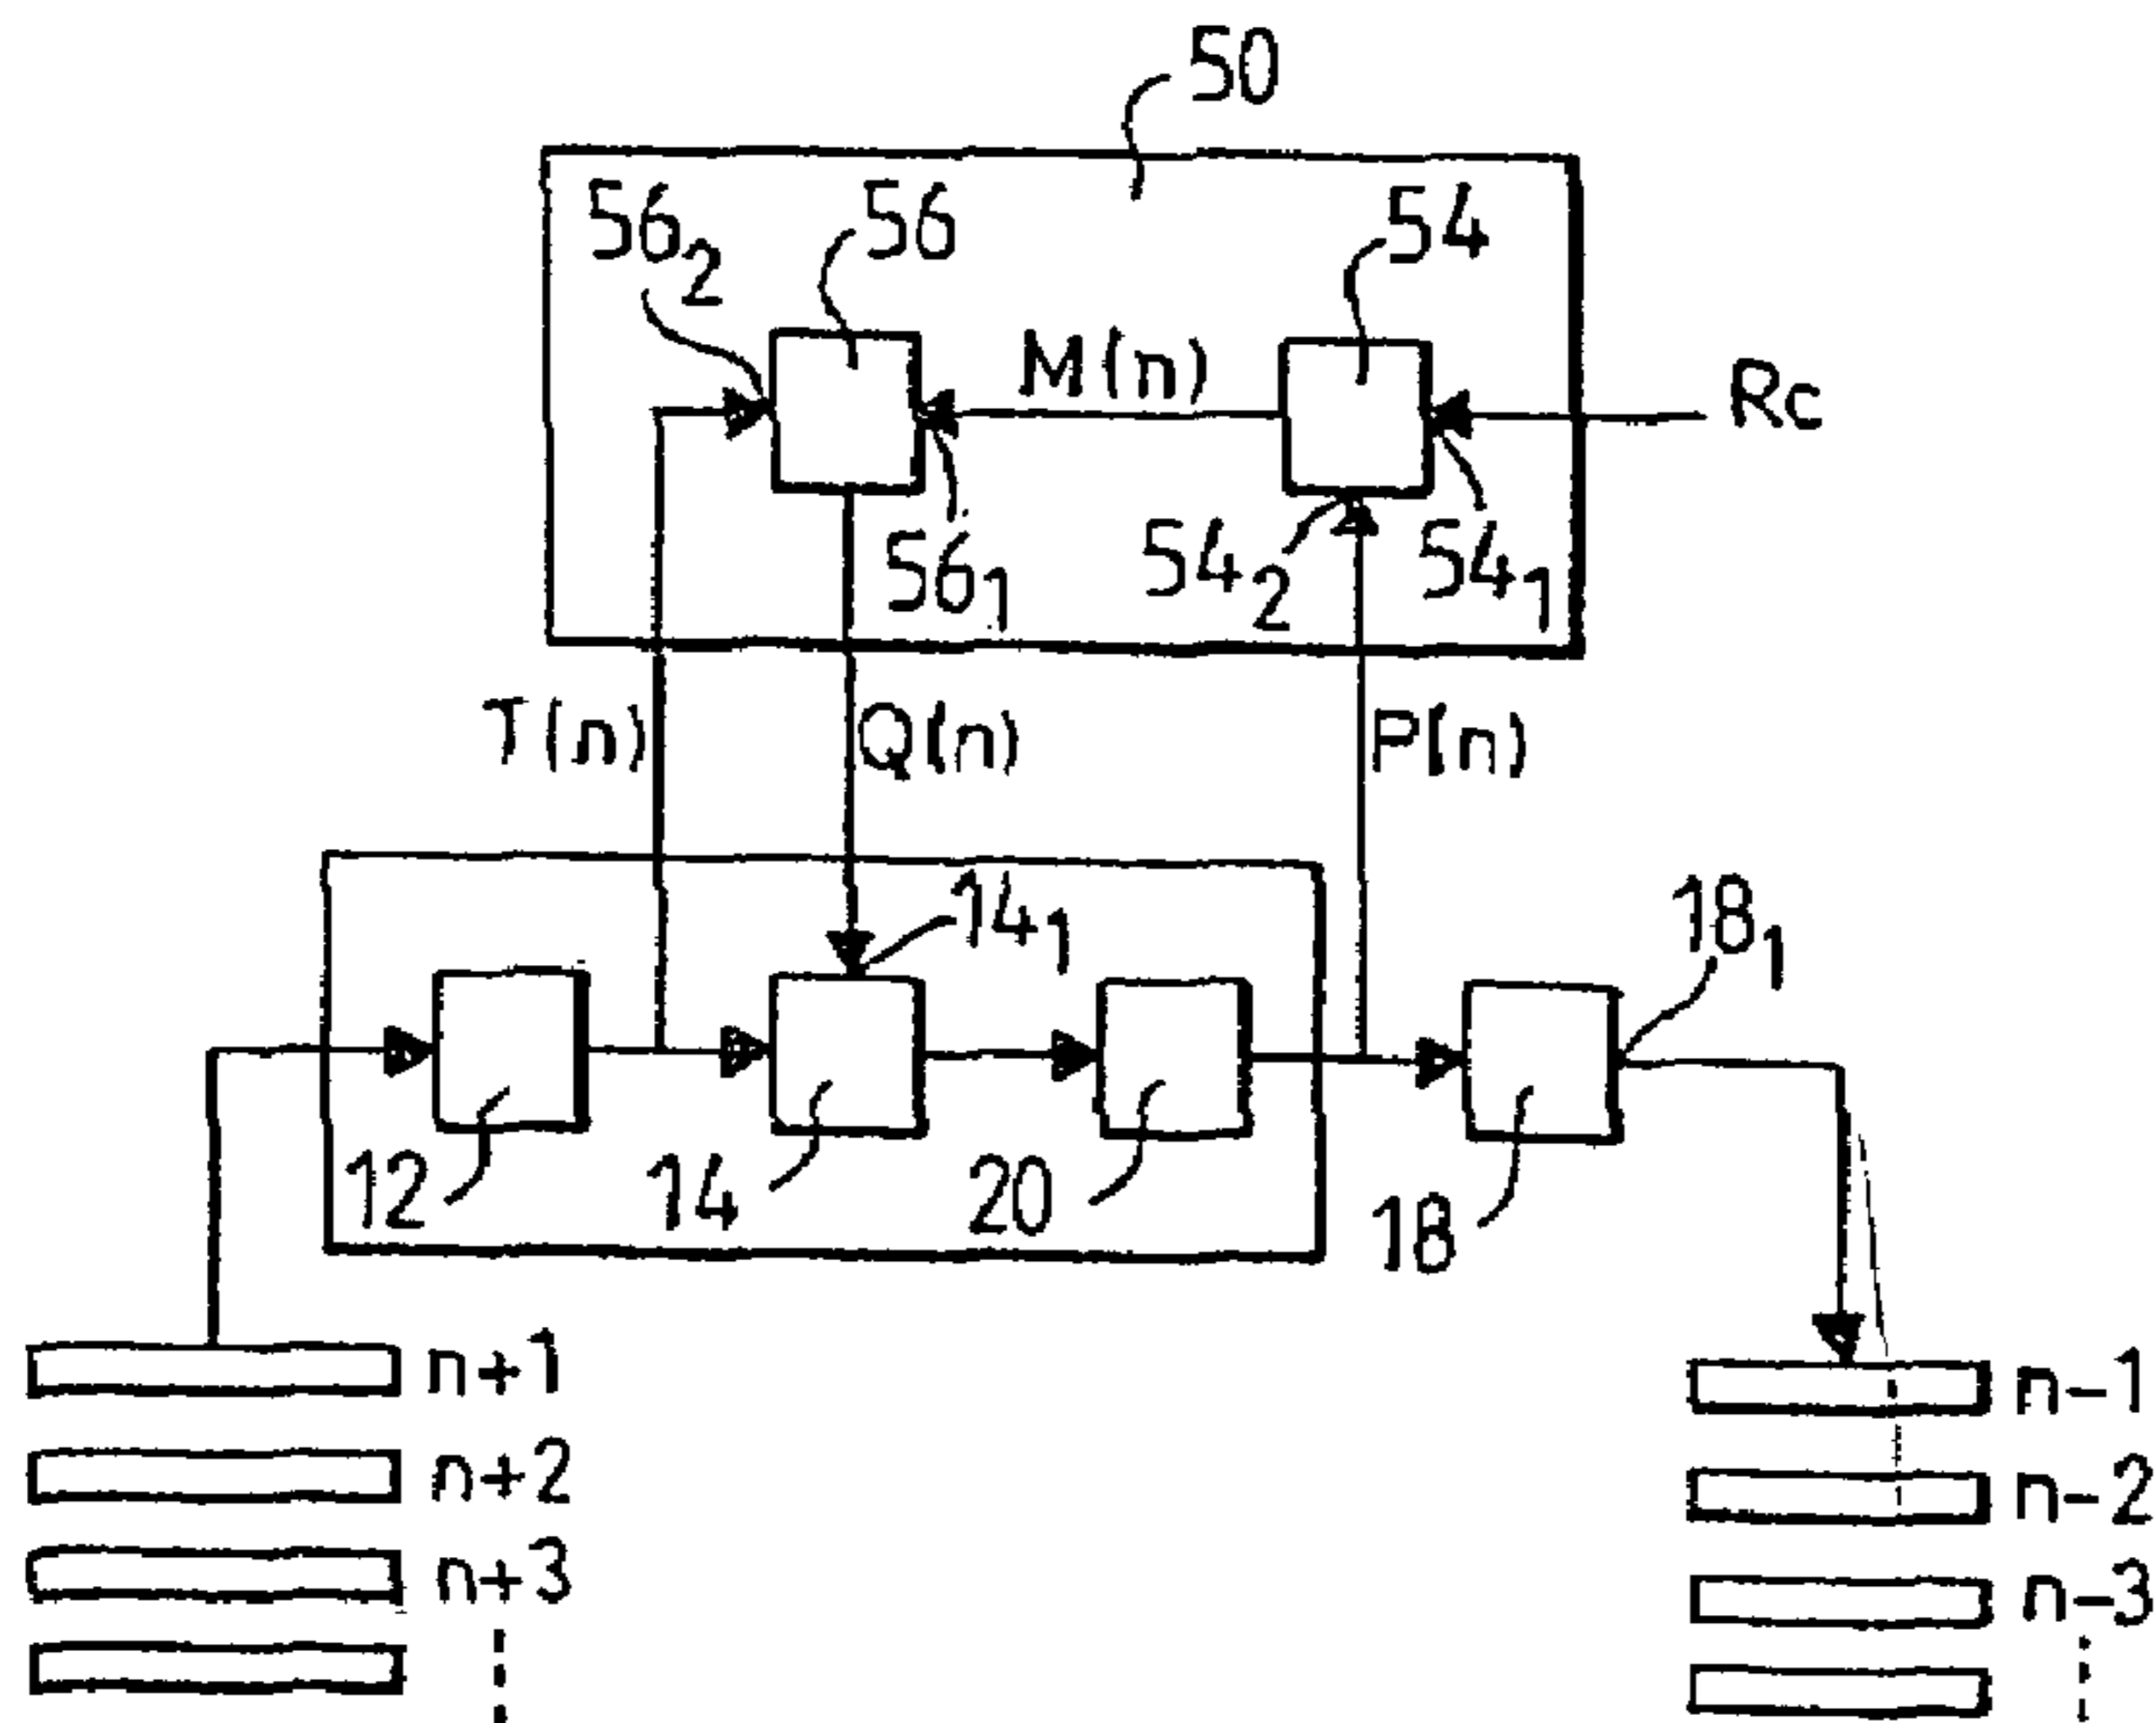 50
56₂
56
54
M(n)
Rc
56₁
54₂
54₁
T(n)
Q(n)
P(n)
14₁
18₁
12
14
20
18
n+1
n-1
n+2
n-2
n+3
n-3